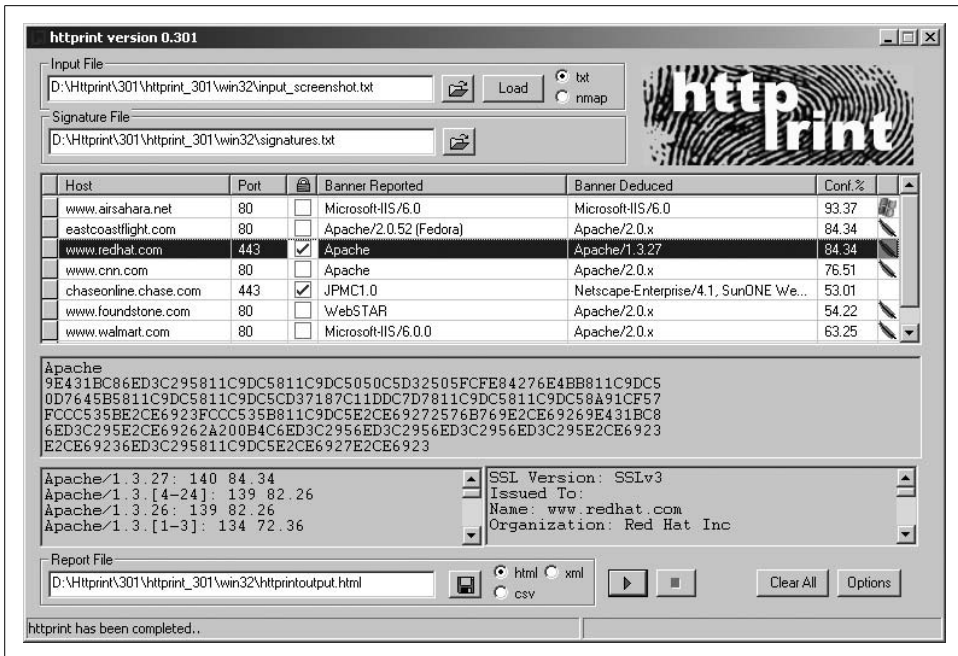 httprint version 0.301
Input File
D:\Httprint\301\httprint_301\win32\input_screenshot.txt
Load
txt
nmap
http
Print
Signature File
D:\Httprint\301\httprint_301\win32\signatures.txt
Host Port Banner Reported Banner Deduced Conf.%
www.airsahara.net 80 Microsoft-IIS/6.0 Microsoft-IIS/6.0 93.37
eastcoastflight.com 80 Apache/2.0.52 (Fedora) Apache/2.0.x 84.34
www.redhat.com 443 Apache Apache/1.3.27 84.34
www.cnn.com 80 Apache Apache/2.0.x 76.51
chaseonline.chase.com 443 JPMC1.0 Netscape-Enterprise/4.1, SunONE We... 53.01
www.foundstone.com 80 WebSTAR Apache/2.0.x 54.22
www.walmart.com 80 Microsoft-IIS/6.0.0 Apache/2.0.x 63.25
Apache
9E431BC86ED3C295811C9DC5811C9DC5050C5D32505FCFE84276E4BB811C9DC5
0D7645B5811C9DC5811C9DC5CD37187C11DDC7D7811C9DC5811C9DC58A91CF57
FCCC535BE2CE6923FCCC535B811C9DC5E2CE69272576B769E2CE69269E431BC8
6ED3C295E2CE69262A200B4C6ED3C2956ED3C2956ED3C2956ED3C295E2CE6923
E2CE69236ED3C295811C9DC5E2CE6927E2CE6923
Apache/1.3.27: 140 84.34
Apache/1.3.[4-24]: 139 82.26
Apache/1.3.26: 139 82.26
Apache/1.3.[1-3]: 134 72.36
SSL Version: SSLv3
Issued To:
Name: www.redhat.com
Organization: Red Hat Inc
Report File
D:\Httprint\301\httprint_301\win32\httprintoutput.html
html xml
csv
Clear All
Options
httprint has been completed..